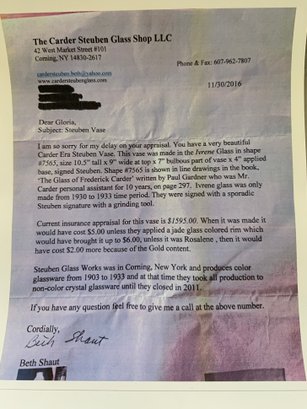 The Carder Steuben Glass Shop LLC
42 West Market Street #101
Corning, NY 14830-2617
Phone & Fax: 607-962-7807
cardersteuben.beth@yahoo.com
www.cardersteubenglass.com
11/30/2016
Dear Gloria,
Subject: Steuben Vase
I am so sorry for my delay on your appraisal. You have a very beautiful
Carder Era Steuben Vase. This vase was made in the Ivrene Glass in shape
#7565, size 10.5" tall x 9" wide at top x 7" bulbous part of vase x 4" applied
base, signed Steuben. Shape #7565 is shown in line drawings in the book,
'The Glass of Frederick Carder' written by Paul Gardner who was Mr.
Carder personal assistant for 10 years, on page 297. Ivrene glass was only
made from 1930 to 1933 time period. They were signed with a sporadic
Steuben signature with a grinding tool.
Current insurance appraisal for this vase is $1595.00. When it was made it
would have cost $5.00 unless they applied a jade glass colored rim which
would have brought it up to $6.00, unless it was Rosalene, then it would
have cost $2.00 more because of the Gold content.
Steuben Glass Works was in Corning, New York and produces color
glassware from 1903 to 1933 and at that time they took all production to
non-color crystal glassware until they closed in 2011.
If you have any question feel free to give me a call at the above number.
Cordially,
Beth Shaut
Beth Shaut